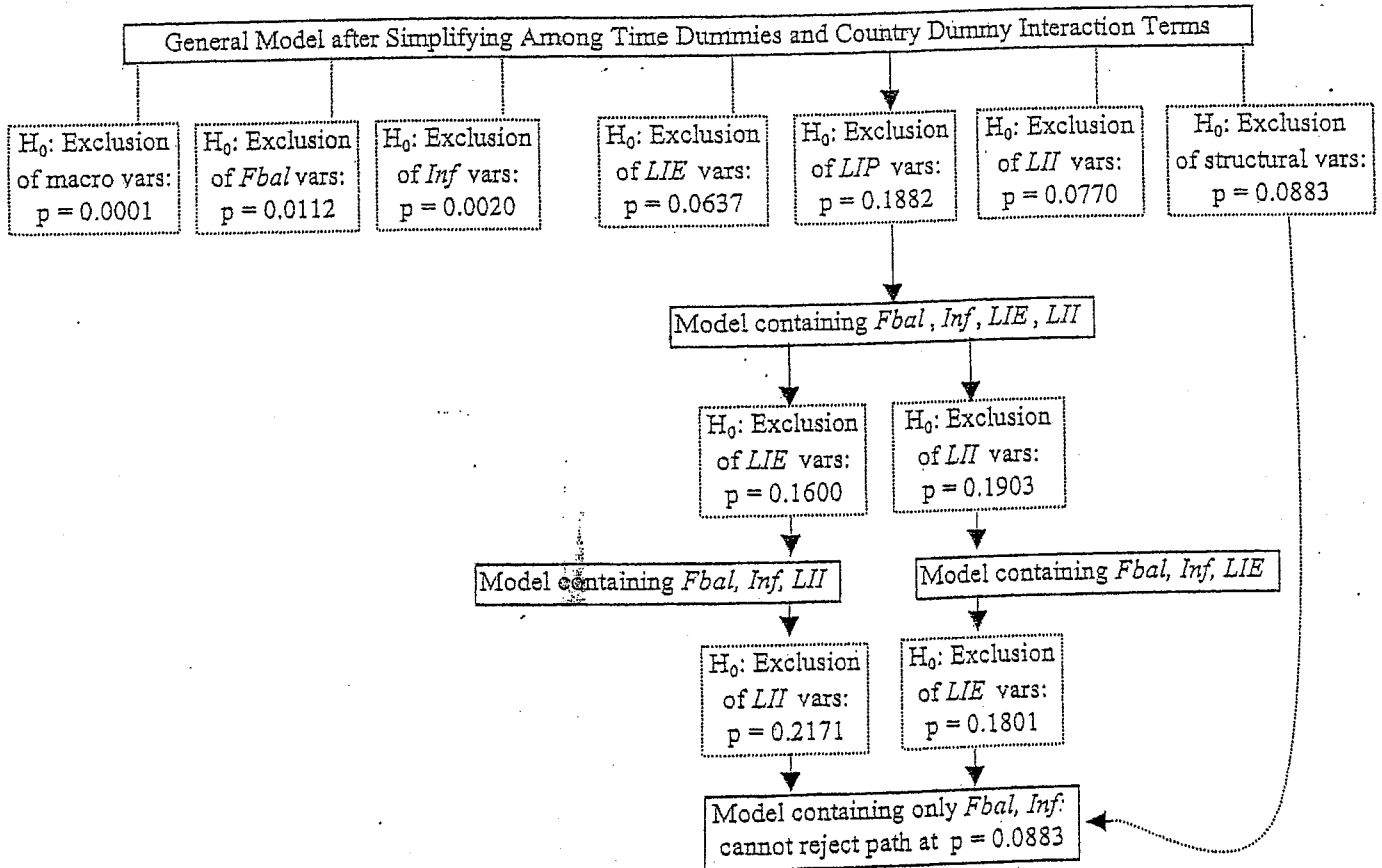 General Model after Simplifying Among Time Dummies and Country Dummy Interaction Terms
H₀: Exclusion
of macro vars:
p = 0.0001
H₀: Exclusion
of Fbal vars:
p = 0.0112
H₀: Exclusion
of Inf vars:
p = 0.0020
H₀: Exclusion
of LIE vars:
p = 0.0637
H₀: Exclusion
of LIP vars:
p = 0.1882
H₀: Exclusion
of LII vars:
p = 0.0770
H₀: Exclusion
of structural vars:
p = 0.0883
Model containing Fbal, Inf, LIE, LII
H₀: Exclusion
of LIE vars:
p = 0.1600
H₀: Exclusion
of LII vars:
p = 0.1903
Model containing Fbal, Inf, LII
Model containing Fbal, Inf, LIE
H₀: Exclusion
of LII vars:
p = 0.2171
H₀: Exclusion
of LIE vars:
p = 0.1801
Model containing only Fbal, Inf:
cannot reject path at p = 0.0883